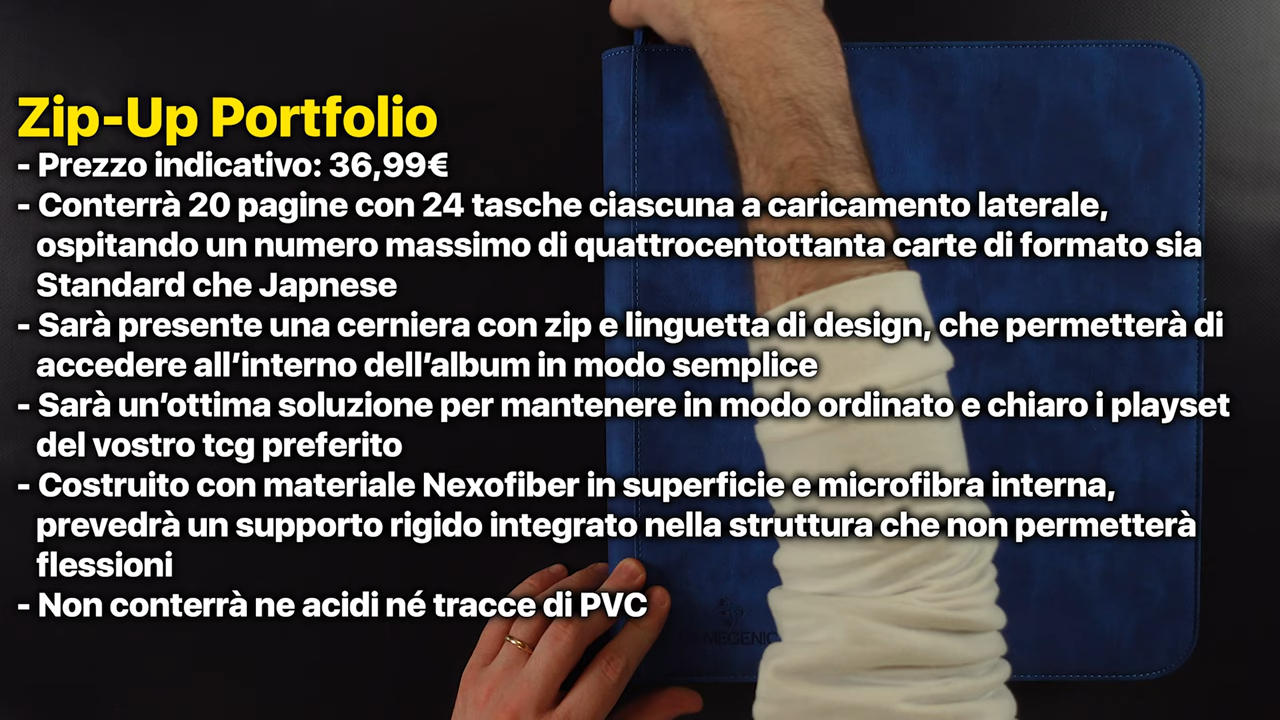 Zip-Up Portfolio
- Prezzo indicativo: 36,99€
- Conterrà 20 pagine con 24 tasche ciascuna a caricamento laterale,
ospitando un numero massimo di quattrocentottanta carte di formato sia
Standard che Japnese
- Sarà presente una cerniera con zip e linguetta di design, che permetterà di
accedere all’interno dell’album in modo semplice
- Sarà un’ottima soluzione per mantenere in modo ordinato e chiaro i playset
del vostro tcg preferito
- Costruito con materiale Nexofiber in superficie e microfibra interna,
prevedrà un supporto rigido integrato nella struttura che non permetterà
flessioni
- Non conterrà ne acidi né tracce di PVC